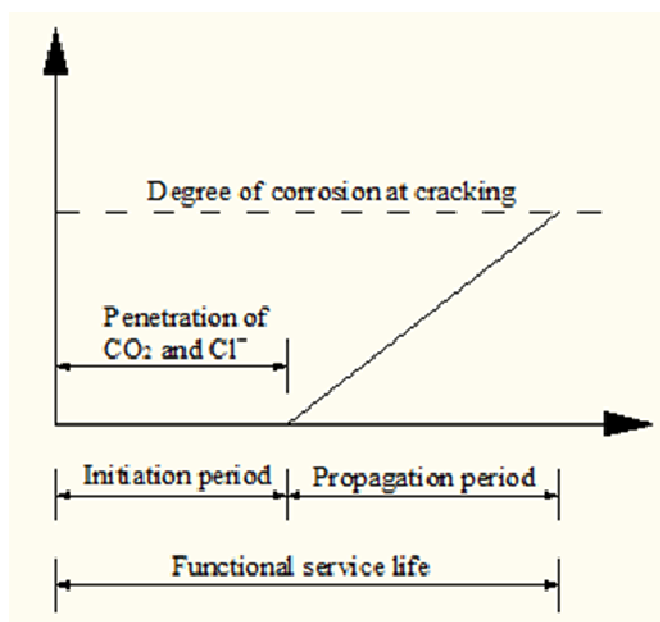 Degree of corrosion at cracking
Penetration of
CO₂ and Cl⁻
Initiation period
Propagation period
Functional service life